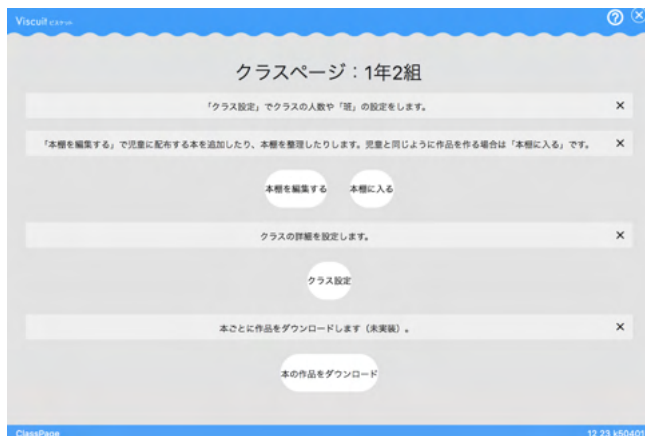 Viscuit ビスケット
?
×
クラスページ：1年2組
「クラス設定」でクラスの人数や「班」の設定をします。 ×
「本棚を編集する」で児童に配布する本を追加したり、本棚を整理したりします。児童と同じように作品を作る場合は「本棚に入る」です。 ×
本棚を編集する 本棚に入る
クラスの詳細を設定します。 ×
クラス設定
本ごとに作品をダウンロードします（未実装）。 ×
本の作品をダウンロード
ClassPage 12.23 k50401